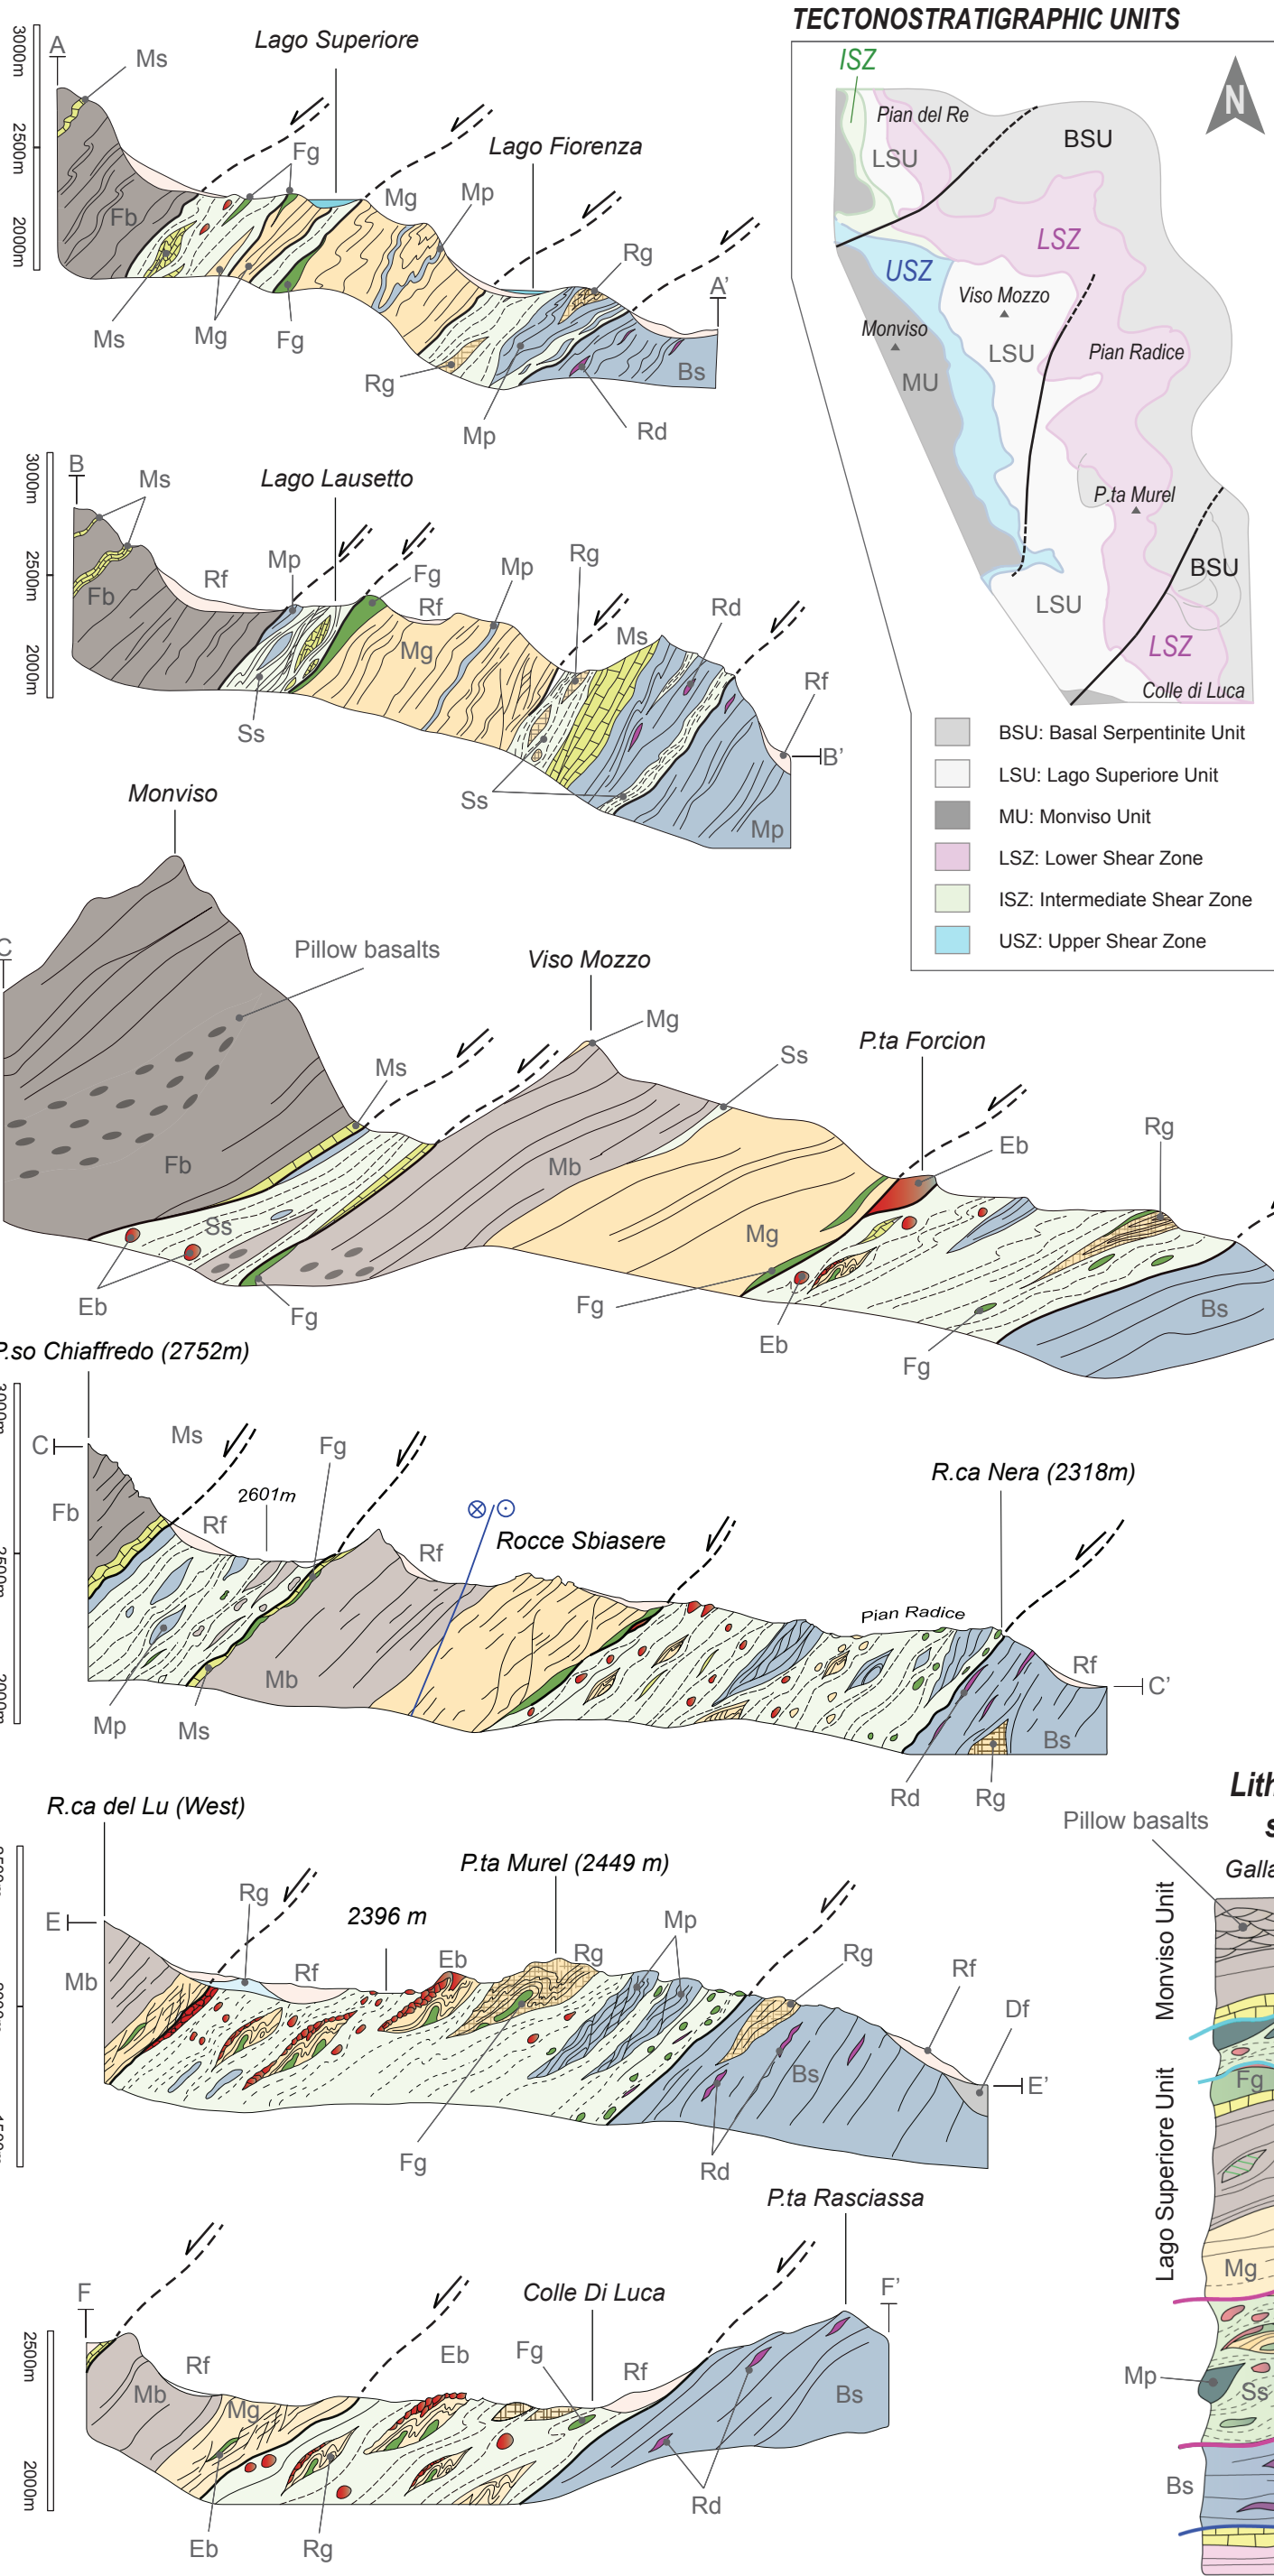 TECTONOSTRATIGRAPHIC UNITS
ISZ
Pian del Re
LSU
BSU
N
LSZ
USZ
Viso Mozzo
Monviso
LSU
Pian Radice
MU
P.ta Murel
BSU
LSU
LSZ
Colle di Luca
BSU: Basal Serpentinite Unit
LSU: Lago Superiore Unit
MU: Monviso Unit
LSZ: Lower Shear Zone
ISZ: Intermediate Shear Zone
USZ: Upper Shear Zone
3000m
2500m
2000m
A
Ms
Lago Superiore
Fg
Lago Fiorenza
Mg
Mp
Fb
Rg
A’
Ms
Mg
Fg
Rg
Bs
Mp
Rd
3000m
2500m
2000m
B
Ms
Lago Lausetto
Rf
Mp
Fg
Mp
Rg
Fb
Rf
Rd
Mg
Ms
Rf
Ss
B’
Ss
Mp
Monviso
C
Pillow basalts
Viso Mozzo
Mg
Ms
Ss
P.ta Forcion
Eb
Rg
Fb
Mb
Ss
Mg
Eb
Fg
Fg
Eb
Fg
Bs
P.so Chiaffredo (2752m)
3000m
2500m
2000m
C
Ms
Fg
2601m
R.ca Nera (2318m)
Fb
Rf
Rf
Rocce Sbiasere
Pian Radice
Mb
Rf
C’
Mp
Ms
Bs
Rd
Rg
R.ca del Lu (West)
E
Rg
2396 m
P.ta Murel (2449 m)
Mp
Mb
Rf
Eb
Rg
Rg
Rf
Df
Bs
E’
Fg
Rd
P.ta Rasciassa
F
2500m
2000m
Colle Di Luca
F’
Rf
Eb
Fg
Rf
Mb
Mg
Bs
Eb
Rg
Rd
Pillow basalts
Monviso Unit
Fg
Lago Superiore Unit
Mg
Mp
Ss
Bs